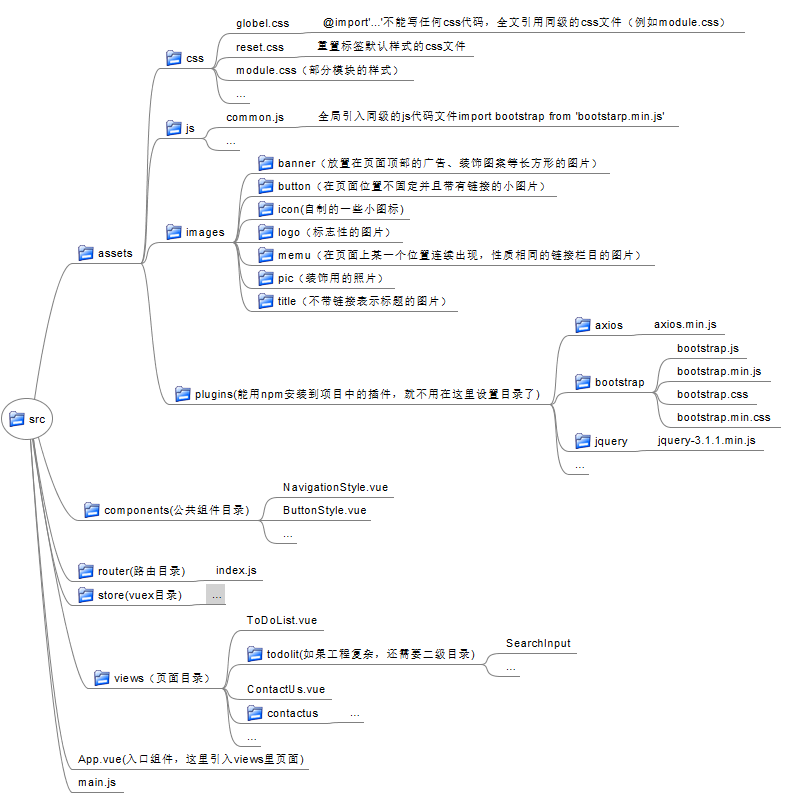 globel.css
@import'...'不能写任何css代码，全文引用同级的css文件（例如module.css）
css
reset.css
重置标签默认样式的css文件
module.css（部分模块的样式）
...
js
common.js
全局引入同级的js代码文件import bootstrap from 'bootstarp.min.js'
...
assets
images
banner（放置在页面顶部的广告、装饰图案等长方形的图片）
button（在页面位置不固定并且带有链接的小图片）
icon(自制的一些小图标)
logo（标志性的图片）
memu（在页面上某一个位置连续出现，性质相同的链接栏目的图片）
pic（装饰用的照片）
title（不带链接表示标题的图片）
plugins(能用npm安装到项目中的插件，就不用在这里设置目录了)
axios
axios.min.js
bootstrap
bootstrap.js
bootstrap.min.js
bootstrap.css
bootstrap.min.css
jquery
jquery-3.1.1.min.js
...
src
components(公共组件目录)
NavigationStyle.vue
ButtonStyle.vue
...
router(路由目录)
index.js
store(vuex目录)
...
views（页面目录）
ToDoList.vue
todolit(如果工程复杂，还需要二级目录)
SearchInput
...
ContactUs.vue
contactus
...
...
App.vue(入口组件，这里引入views里页面)
main.js